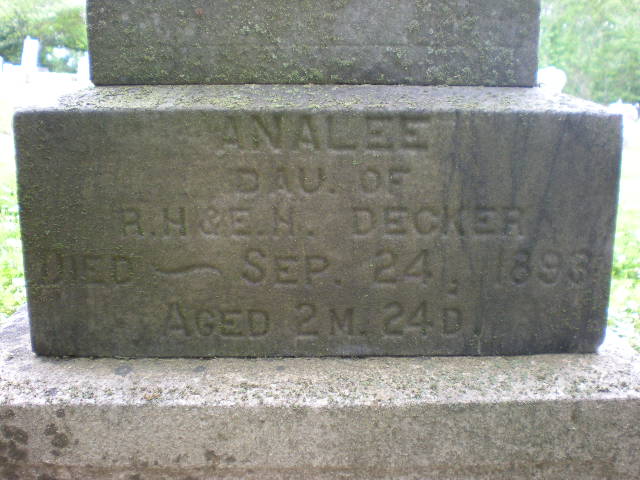 ANALEE
DAU. OF
R.H & E.H. DECKER
DIED — SEP. 24, 1893
AGED 2 M. 24 D.